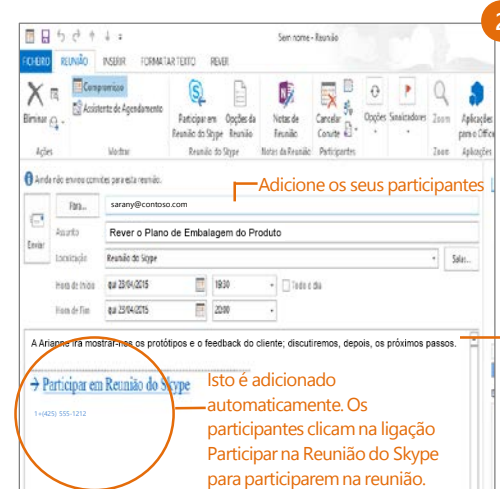 2
Sem nome - Reunião
FICHEIRO REUNIÃO INSERIR FORMATAR TEXTO REVER
Compromisso
Assistente de Agendamento
Eliminar
Participar em Reunião do Skype
Opções da Reunião
Notas de Reunião
Cancelar Convite
Opções
Sinalizadores
Zoom
Aplicações para o Office
Ações Mostrar Reunião do Skype Notas da Reunião Participantes Zoom Aplicações
Ainda não enviou convites para esta reunião.
Adicione os seus participantes
Para... sarany@contoso.com
Enviar
Assunto Rever o Plano de Embalagem do Produto
Localização Reunião do Skype Salas...
Hora de Início qui 23/04/2015 19:30 Todo o dia
Hora de Fim qui 23/04/2015 20:00
A Arianne irá mostrar-nos os protótipos e o feedback do cliente; discutiremos, depois, os próximos passos.
→ Participar em Reunião do Skype
1+(425) 555-1212
Isto é adicionado
automaticamente. Os
participantes clicam na ligação
Participar na Reunião do Skype
para participarem na reunião.